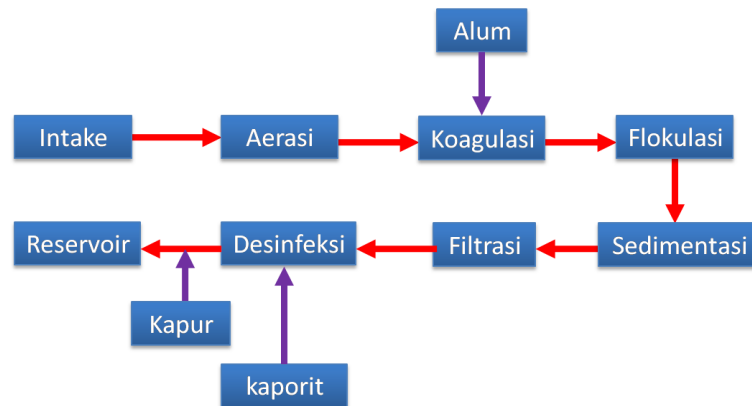 Alum
Intake
Aerasi
Koagulasi
Flokulasi
Reservoir
Desinfeksi
Filtrasi
Sedimentasi
Kapur
kaporit